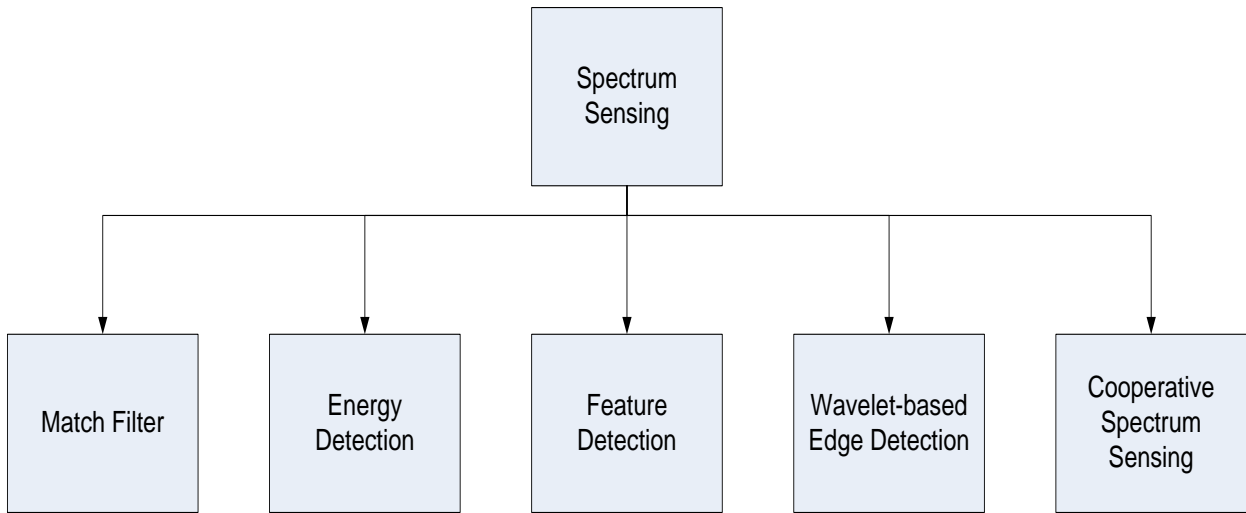 Spectrum
Sensing
Match Filter
Energy
Detection
Feature
Detection
Wavelet-based
Edge Detection
Cooperative
Spectrum
Sensing